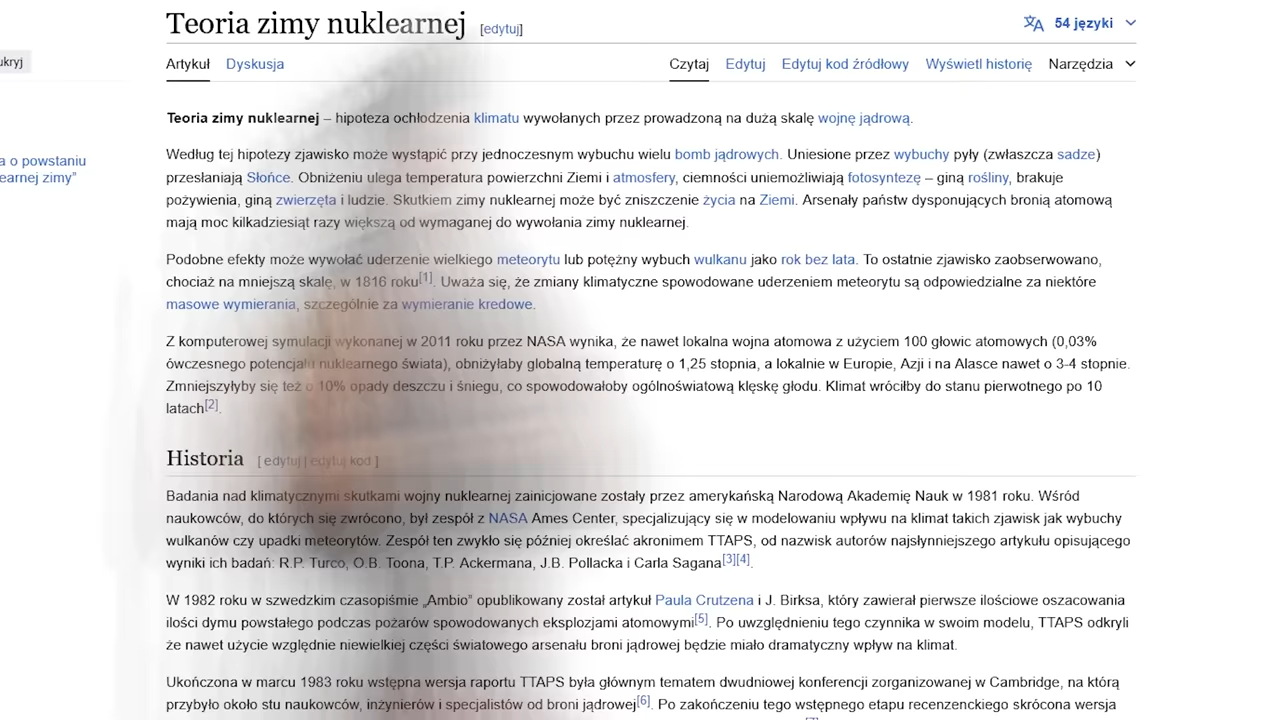 Teoria zimy nuklearnej [edytuj]
54 języki
ukryj
Artykuł Dyskusja Czytaj Edytuj Edytuj kod źródłowy Wyświetl historię Narzędzia
Teoria zimy nuklearnej – hipoteza ochłodzenia klimatu wywołanych przez prowadzoną na dużą skalę wojnę jądrową.
a o powstaniu
earnej zimy”
Według tej hipotezy zjawisko może wystąpić przy jednoczesnym wybuchu wielu bomb jądrowych. Uniesione przez wybuchy pyły (zwłaszcza sadze)
przesłaniają Słońce. Obniżeniu ulega temperatura powierzchni Ziemi i atmosfery, ciemności uniemożliwiają fotosyntezę – giną rośliny, brakuje
pożywienia, giną zwierzęta i ludzie. Skutkiem zimy nuklearnej może być zniszczenie życia na Ziemi. Arsenały państw dysponujących bronią atomową
mają moc kilkadziesiąt razy większą od wymaganej do wywołania zimy nuklearnej.
Podobne efekty może wywołać uderzenie wielkiego meteorytu lub potężny wybuch wulkanu jako rok bez lata. To ostatnie zjawisko zaobserwowano,
chociaż na mniejszą skalę, w 1816 roku[1]. Uważa się, że zmiany klimatyczne spowodowane uderzeniem meteorytu są odpowiedzialne za niektóre
masowe wymierania, szczególnie za wymieranie kredowe.
Z komputerowej symulacji wykonanej w 2011 roku przez NASA wynika, że nawet lokalna wojna atomowa z użyciem 100 głowic atomowych (0,03%
ówczesnego potencjału nuklearnego świata), obniżyłaby globalną temperaturę o 1,25 stopnia, a lokalnie w Europie, Azji i na Alasce nawet o 3-4 stopnie.
Zmniejszyłyby się też o 10% opady deszczu i śniegu, co spowodowałoby ogólnoświatową klęskę głodu. Klimat wróciłby do stanu pierwotnego po 10
latach[2].
Historia [ edytuj | edytuj kod ]
Badania nad klimatycznymi skutkami wojny nuklearnej zainicjowane zostały przez amerykańską Narodową Akademię Nauk w 1981 roku. Wśród
naukowców, do których się zwrócono, był zespół z NASA Ames Center, specjalizujący się w modelowaniu wpływu na klimat takich zjawisk jak wybuchy
wulkanów czy upadki meteorytów. Zespół ten zwykło się później określać akronimem TTAPS, od nazwisk autorów najsłynniejszego artykułu opisującego
wyniki ich badań: R.P. Turco, O.B. Toona, T.P. Ackermana, J.B. Pollacka i Carla Sagana[3][4].
W 1982 roku w szwedzkim czasopiśmie „Ambio” opublikowany został artykuł Paula Crutzena i J. Birksa, który zawierał pierwsze ilościowe oszacowania
ilości dymu powstałego podczas pożarów spowodowanych eksplozjami atomowymi[5]. Po uwzględnieniu tego czynnika w swoim modelu, TTAPS odkryli
że nawet użycie względnie niewielkiej części światowego arsenału broni jądrowej będzie miało dramatyczny wpływ na klimat.
Ukończona w marcu 1983 roku wstępna wersja raportu TTAPS była głównym tematem dwudniowej konferencji zorganizowanej w Cambridge, na którą
przybyło około stu naukowców, inżynierów i specjalistów od broni jądrowej[6]. Po zakończeniu tego wstępnego etapu recenzenckiego skrócona wersja